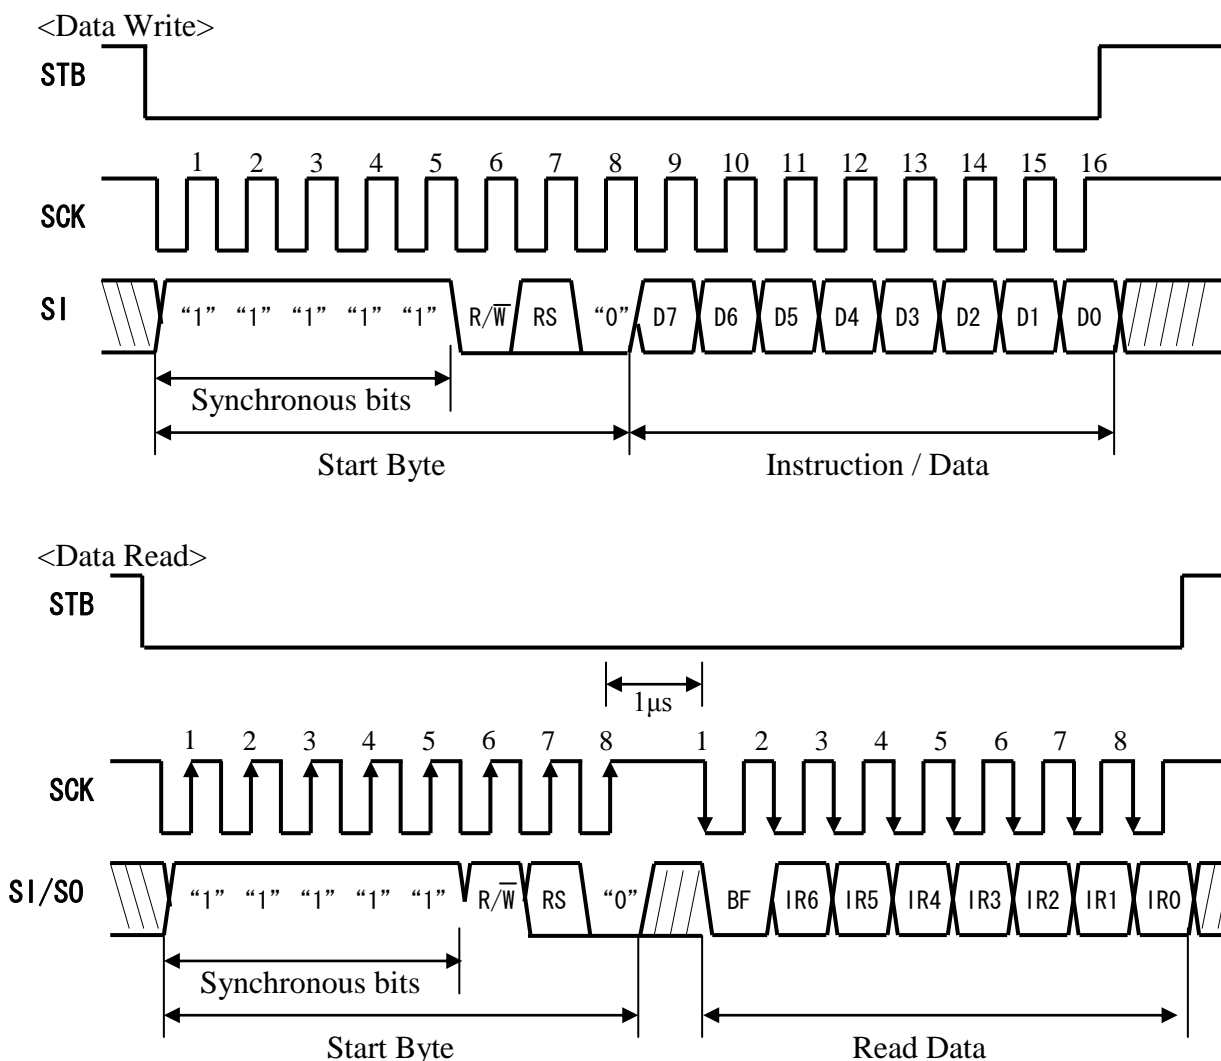 <Data Write>
STB
1 2 3 4 5 6 7 8 9 10 11 12 13 14 15 16
SCK
SI “1” “1” “1” “1” “1” R/W̅ RS “0” D7 D6 D5 D4 D3 D2 D1 D0
Synchronous bits
Start Byte Instruction / Data
<Data Read>
STB
1μs
1 2 3 4 5 6 7 8 1 2 3 4 5 6 7 8
SCK
SI/SO “1” “1” “1” “1” “1” R/W̅ RS “0” BF IR6 IR5 IR4 IR3 IR2 IR1 IR0
Synchronous bits
Start Byte Read Data